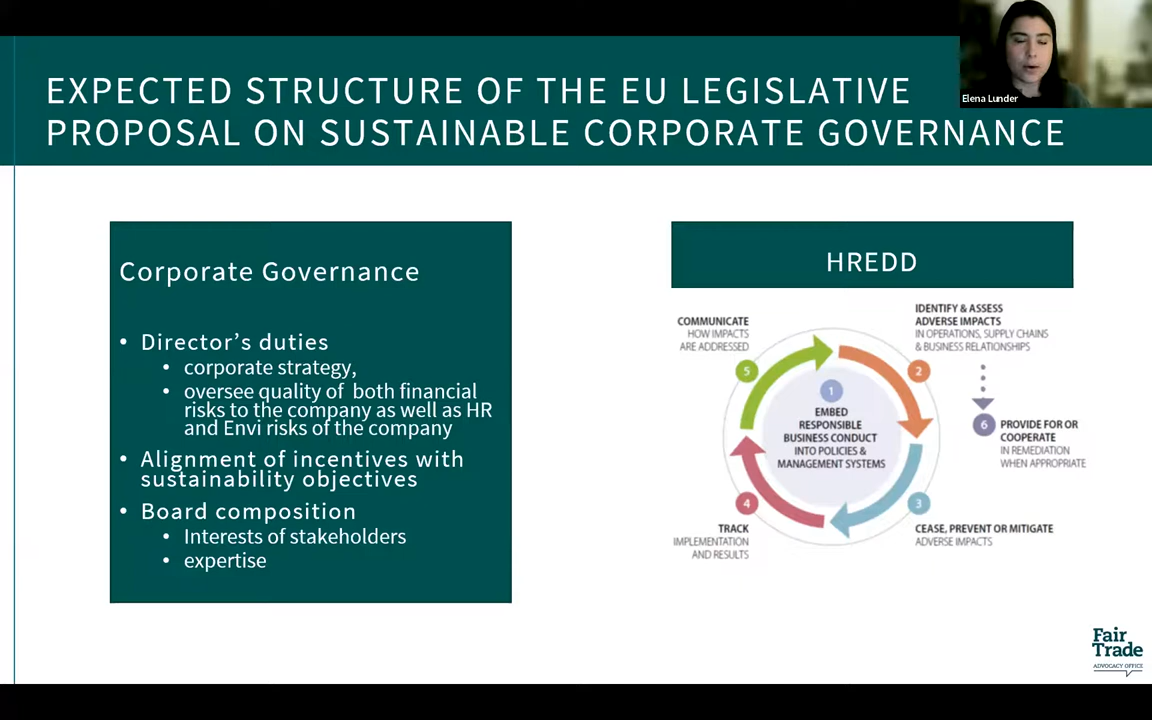 EXPECTED STRUCTURE OF THE EU LEGISLATIVE
PROPOSAL ON SUSTAINABLE CORPORATE GOVERNANCE
Elena Lunder
Corporate Governance
• Director's duties
• corporate strategy,
• oversee quality of both financial
risks to the company as well as HR
and Envi risks of the company
• Alignment of incentives with
sustainability objectives
• Board composition
• Interests of stakeholders
• expertise
HREDD
COMMUNICATE
HOW IMPACTS
ARE ADDRESSED
5
IDENTIFY & ASSESS
ADVERSE IMPACTS
IN OPERATIONS, SUPPLY CHAINS
& BUSINESS RELATIONSHIPS
2
1
EMBED
RESPONSIBLE
BUSINESS CONDUCT
INTO POLICIES &
MANAGEMENT SYSTEMS
6
PROVIDE FOR OR
COOPERATE
IN REMEDIATION
WHEN APPROPRIATE
4
TRACK
IMPLEMENTATION
AND RESULTS
3
CEASE, PREVENT OR MITIGATE
ADVERSE IMPACTS
Fair
Trade
ADVOCACY OFFICE